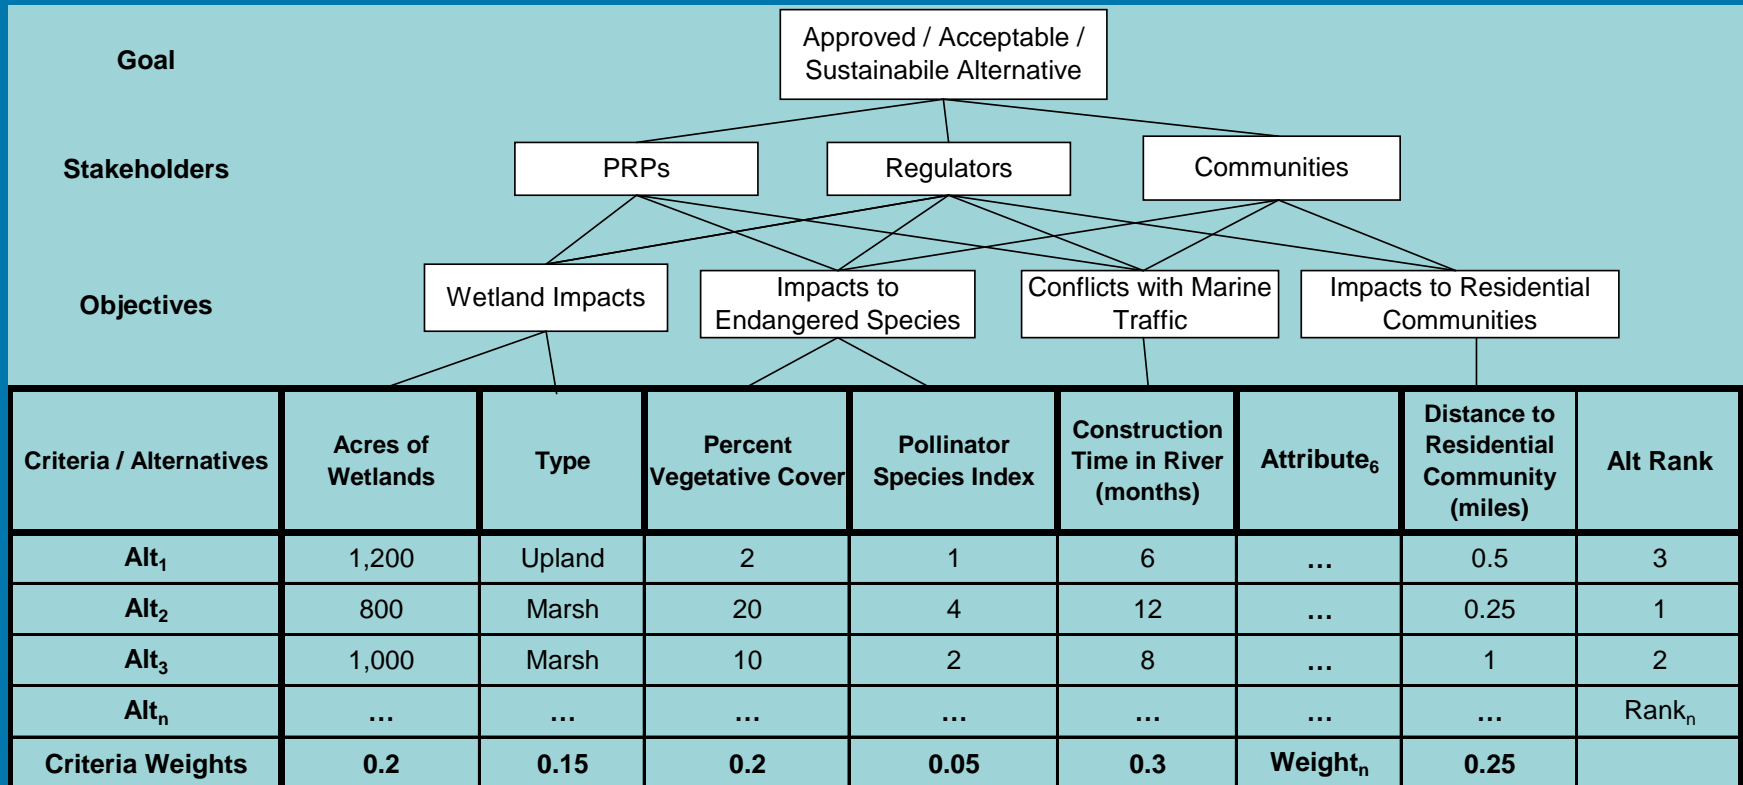 Goal
Approved / Acceptable /
Sustainabile Alternative
Stakeholders
PRPs
Regulators
Communities
Objectives
Wetland Impacts
Impacts to
Endangered Species
Conflicts with Marine
Traffic
Impacts to Residential
Communities
Criteria / Alternatives
Acres of
Wetlands
Type
Percent
Vegetative Cover
Pollinator
Species Index
Construction
Time in River
(months)
Attribute₆
Distance to
Residential
Community
(miles)
Alt Rank
Alt₁ 1,200 Upland 2 1 6 … 0.5 3
Alt₂ 800 Marsh 20 4 12 … 0.25 1
Alt₃ 1,000 Marsh 10 2 8 … 1 2
Altₙ … … … … … … … Rankₙ
Criteria Weights 0.2 0.15 0.2 0.05 0.3 Weightₙ 0.25